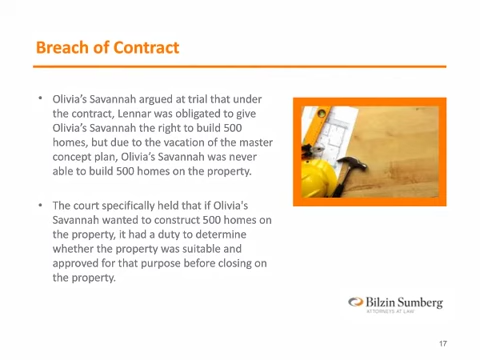 Breach of Contract
• Olivia’s Savannah argued at trial that under
the contract, Lennar was obligated to give
Olivia’s Savannah the right to build 500
homes, but due to the vacation of the master
concept plan, Olivia’s Savannah was never
able to build 500 homes on the property.
• The court specifically held that if Olivia's
Savannah wanted to construct 500 homes on
the property, it had a duty to determine
whether the property was suitable and
approved for that purpose before closing on
the property.
Bilzin Sumberg
ATTORNEYS AT LAW
17